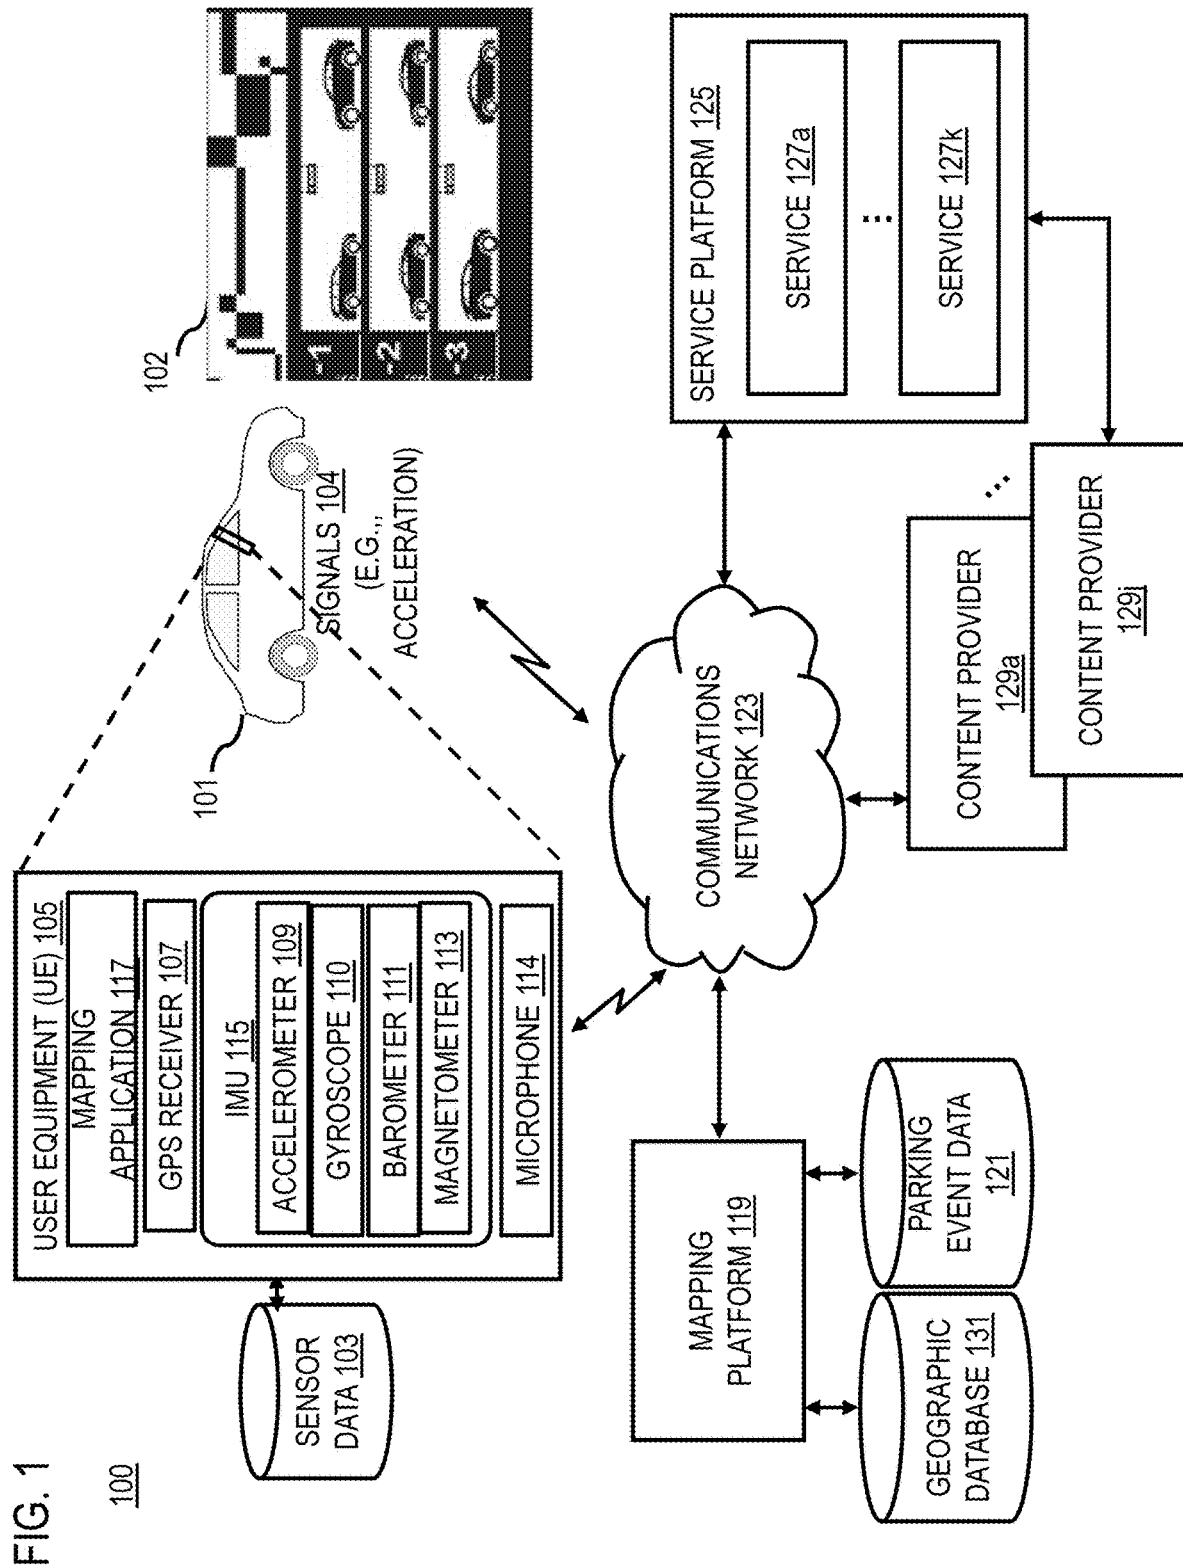 FIG. 1
100
USER EQUIPMENT (UE) 105
MAPPING
APPLICATION 117
GPS RECEIVER 107
IMU 115
ACCELEROMETER 109
GYROSCOPE 110
BAROMETER 111
MAGNETOMETER 113
MICROPHONE 114
SENSOR
DATA 103
101
102
-1
-2
-3
SIGNALS 104
(E.G.,,
ACCELERATION)
MAPPING
PLATFORM 119
GEOGRAPHIC
DATABASE 131
PARKING
EVENT DATA
121
COMMUNICATIONS
NETWORK 123
SERVICE PLATFORM 125
SERVICE 127a
...
SERVICE 127k
CONTENT PROVIDER
129a
...
CONTENT PROVIDER
129j